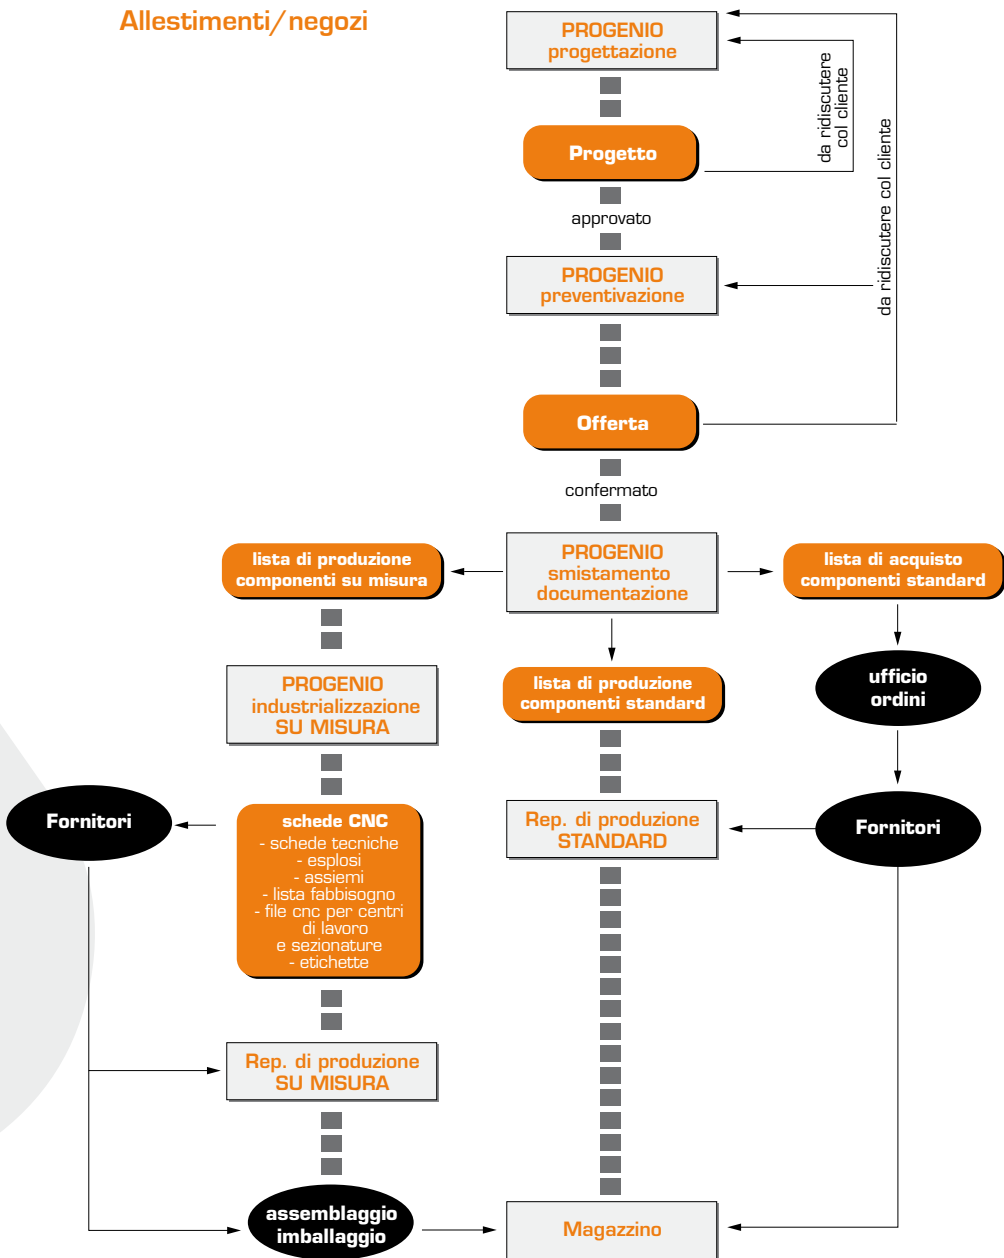 Allestimenti/negozi
PROGENIO
progettazione
da ridiscutere
col cliente
da ridiscutere col cliente
Progetto
approvato
PROGENIO
preventivazione
Offerta
confermato
lista di produzione
componenti su misura
PROGENIO
smistamento
documentazione
lista di acquisto
componenti standard
PROGENIO
industrializzazione
SU MISURA
lista di produzione
componenti standard
ufficio
ordini
Fornitori
schede CNC
- schede tecniche
- esplosi
- assiemi
- lista fabbisogno
- file cnc per centri
di lavoro
e sezionature
- etichette
Rep. di produzione
STANDARD
Fornitori
Rep. di produzione
SU MISURA
assemblaggio
imballaggio
Magazzino